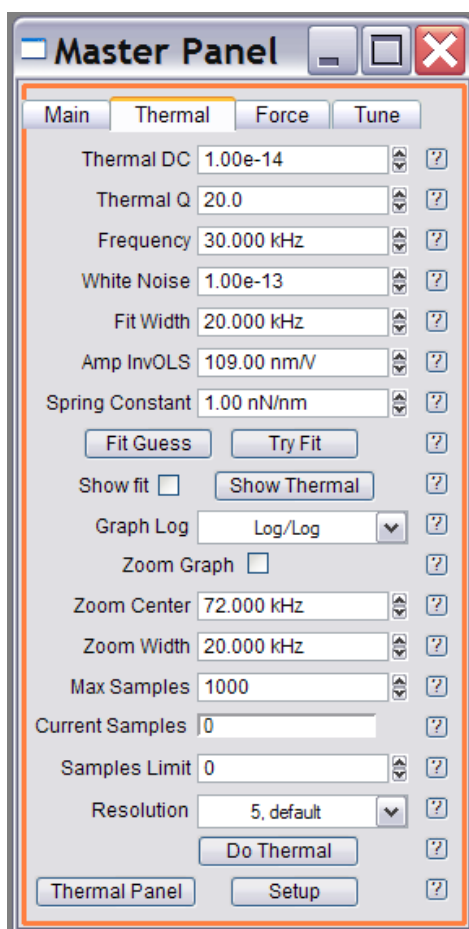 Master Panel
Main Thermal Force Tune
Thermal DC 1.00e-14 ?
Thermal Q 20.0 ?
Frequency 30.000 kHz ?
White Noise 1.00e-13 ?
Fit Width 20.000 kHz ?
Amp InvOLS 109.00 nm/V ?
Spring Constant 1.00 nN/nm ?
Fit Guess Try Fit ?
Show fit Show Thermal ?
Graph Log Log/Log ?
Zoom Graph ?
Zoom Center 72.000 kHz ?
Zoom Width 20.000 kHz ?
Max Samples 1000 ?
Current Samples 0 ?
Samples Limit 0 ?
Resolution 5, default ?
Do Thermal ?
Thermal Panel Setup ?